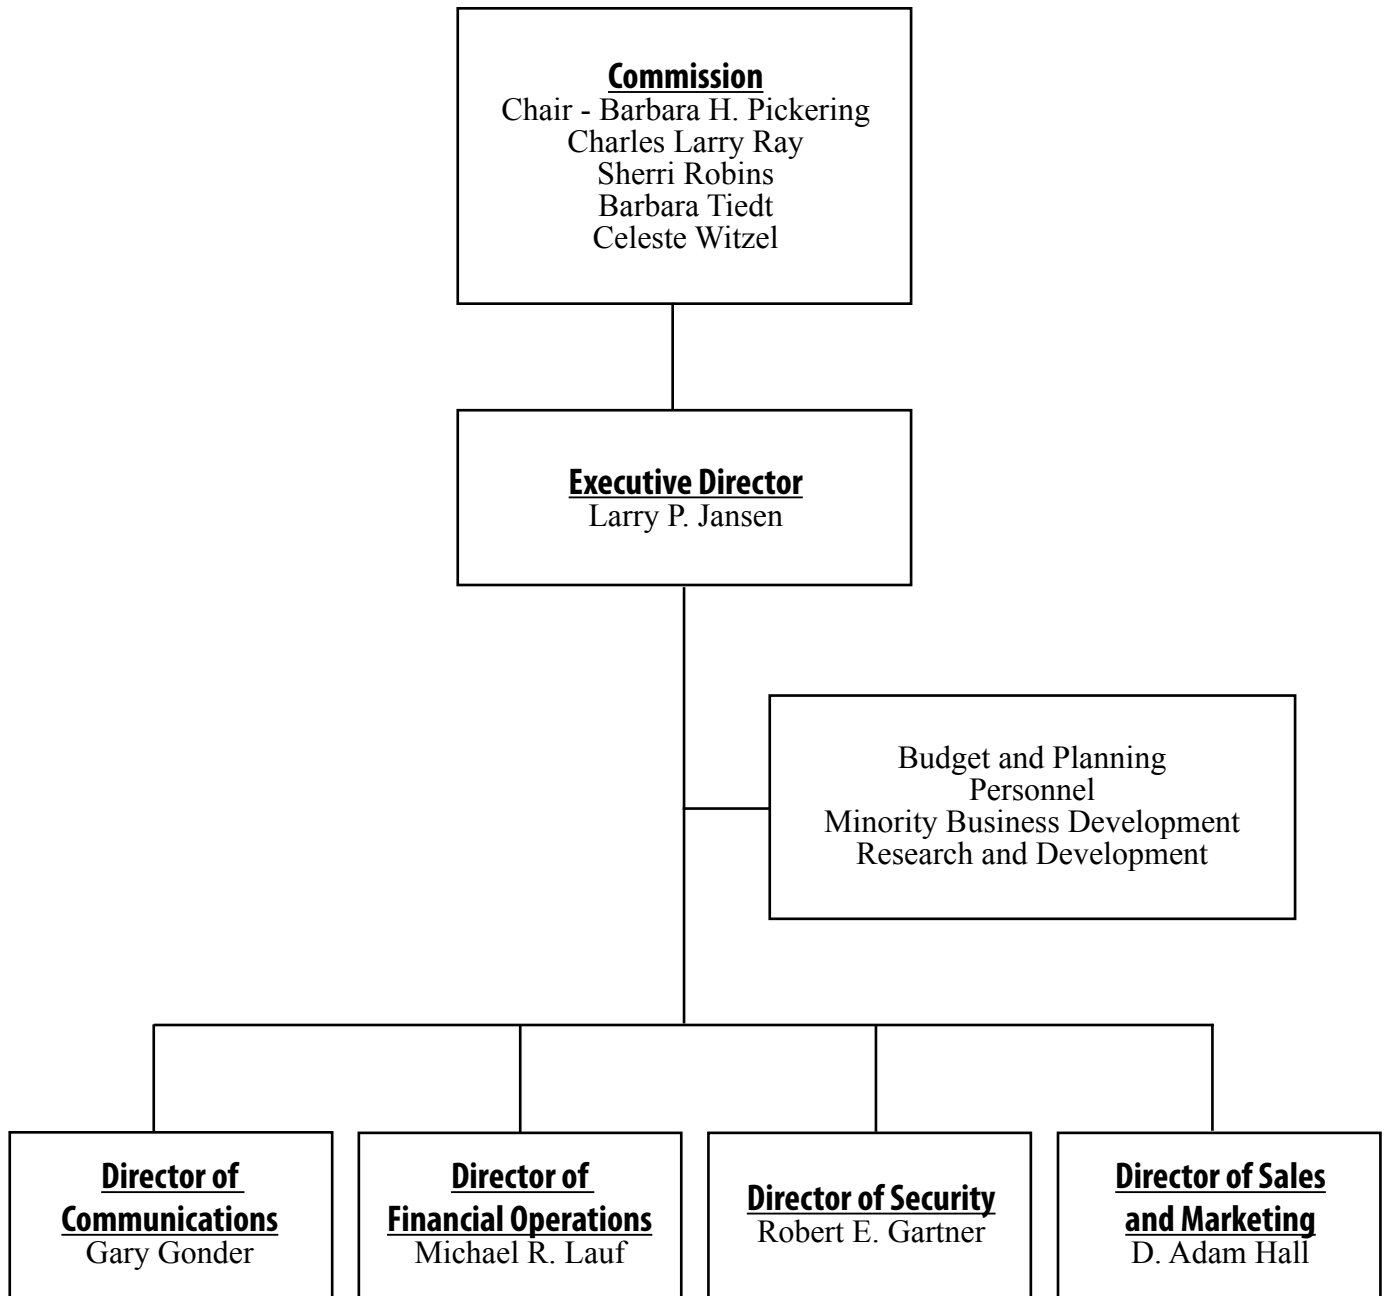 Commission
Chair - Barbara H. Pickering
Charles Larry Ray
Sherri Robins
Barbara Tiedt
Celeste Witzel
Executive Director
Larry P. Jansen
Budget and Planning
Personnel
Minority Business Development
Research and Development
Director of
Communications
Gary Gonder
Director of
Financial Operations
Michael R. Lauf
Director of Security
Robert E. Gartner
Director of Sales
and Marketing
D. Adam Hall